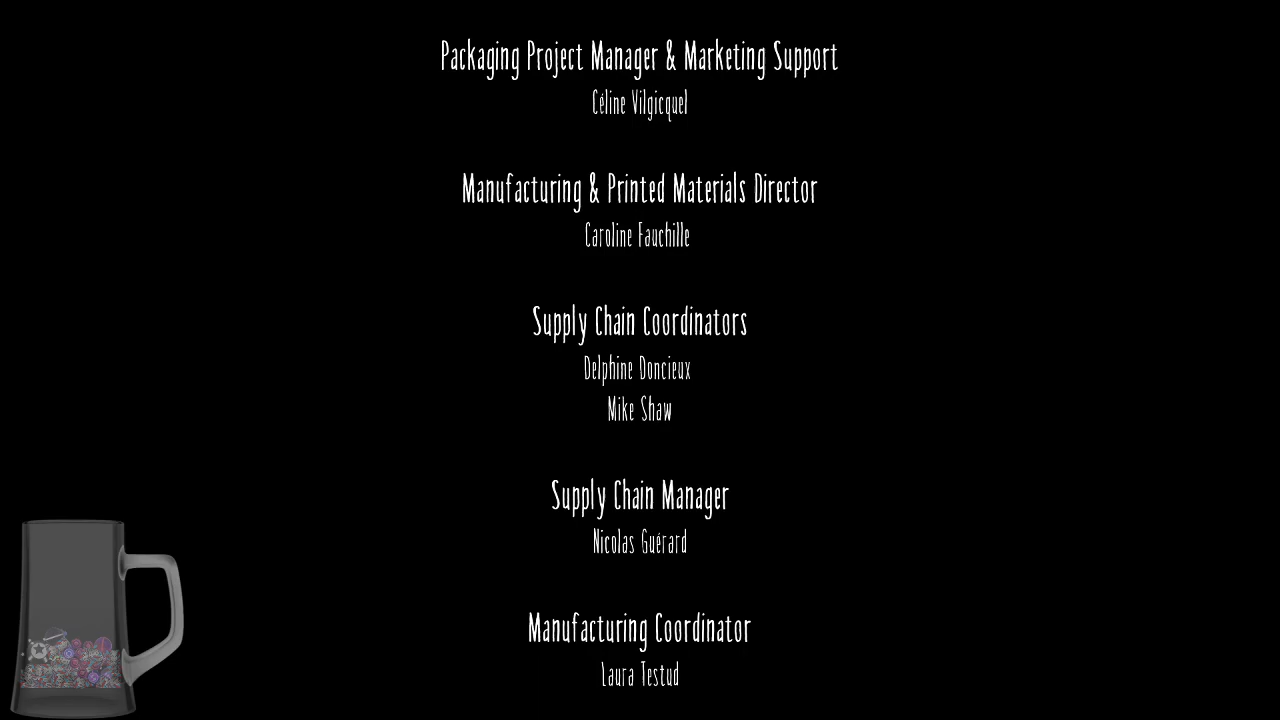 Packaging Project Manager & Marketing Support
Céline Vilgicquel
Manufacturing & Printed Materials Director
Caroline Fauchille
Supply Chain Coordinators
Delphine Doncieux
Mike Shaw
Supply Chain Manager
Nicolas Guérard
Manufacturing Coordinator
Laura Testud